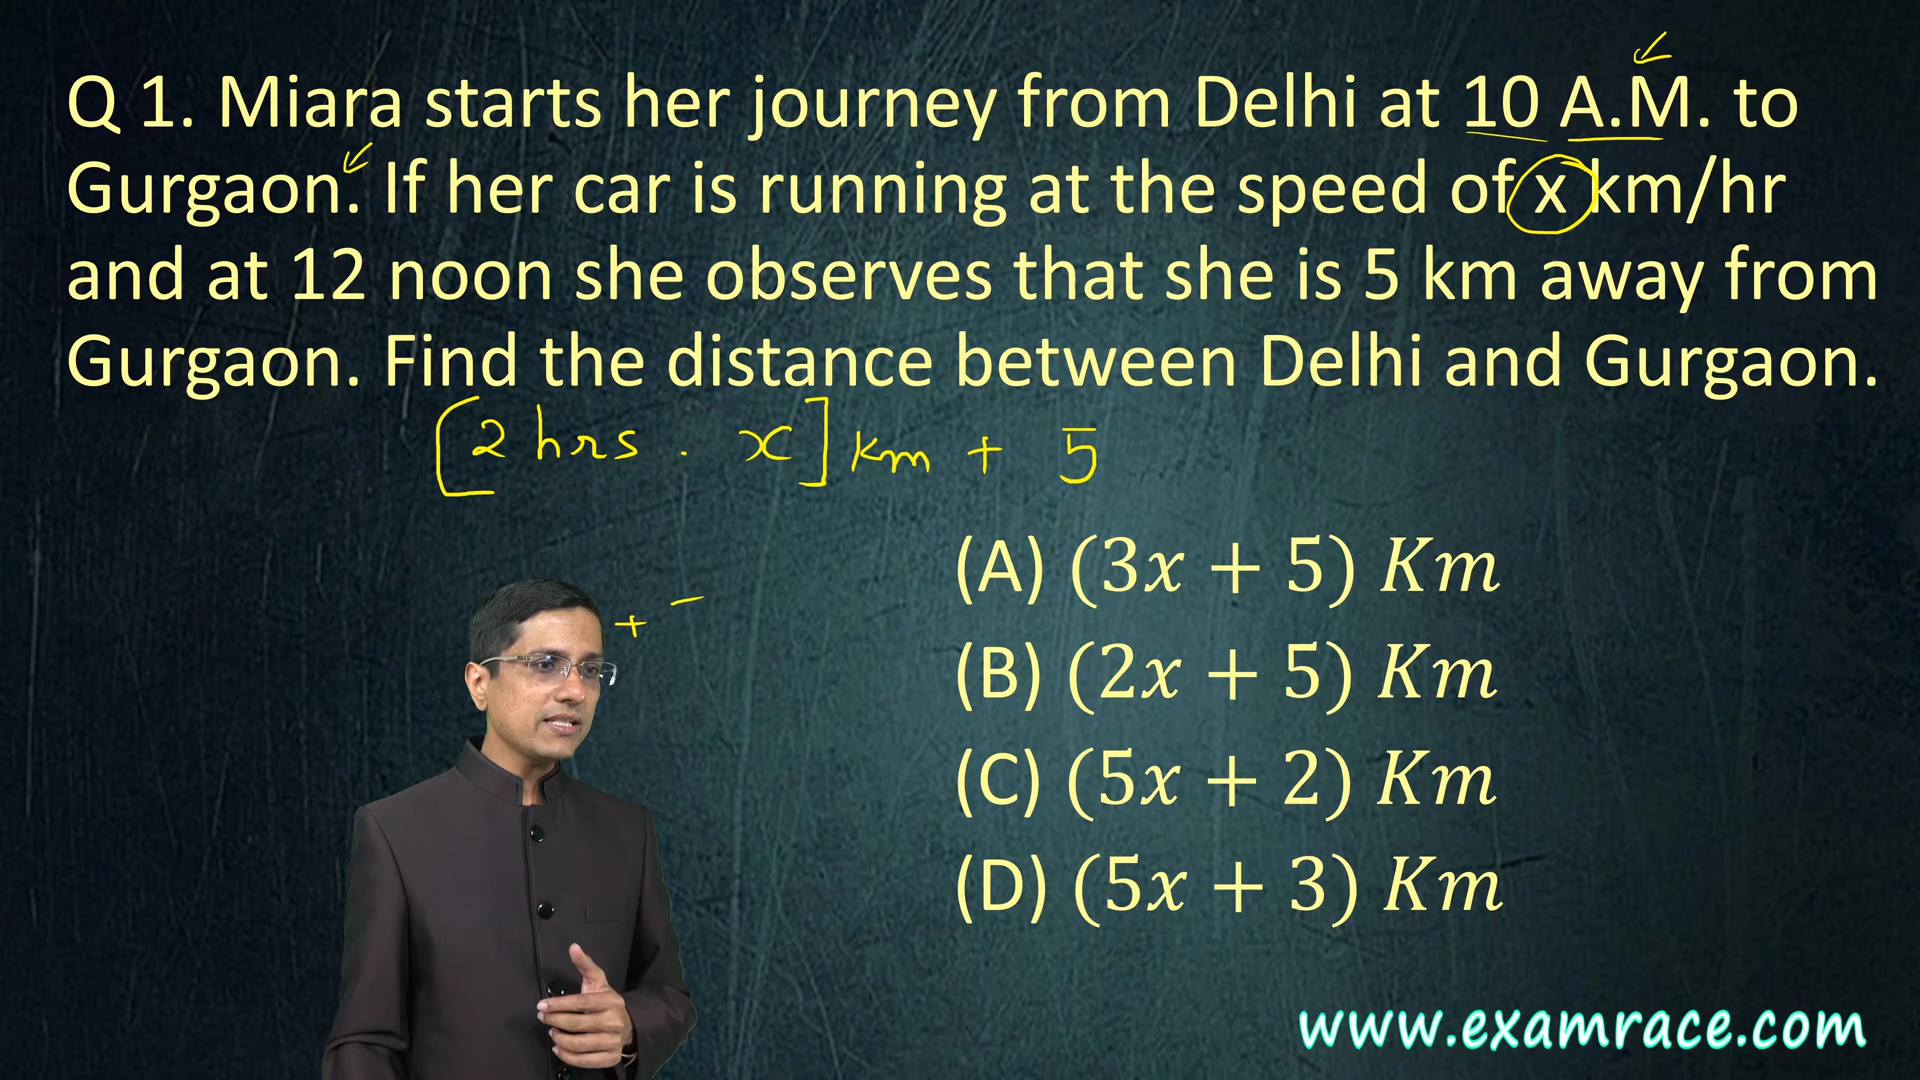 Q 1. Miara starts her journey from Delhi at 10 A.M. to
Gurgaon. If her car is running at the speed of x km/hr
and at 12 noon she observes that she is 5 km away from
Gurgaon. Find the distance between Delhi and Gurgaon.
[2 hrs . x] km + 5
+ −
(A) (3x + 5) Km
(B) (2x + 5) Km
(C) (5x + 2) Km
(D) (5x + 3) Km
www.examrace.com